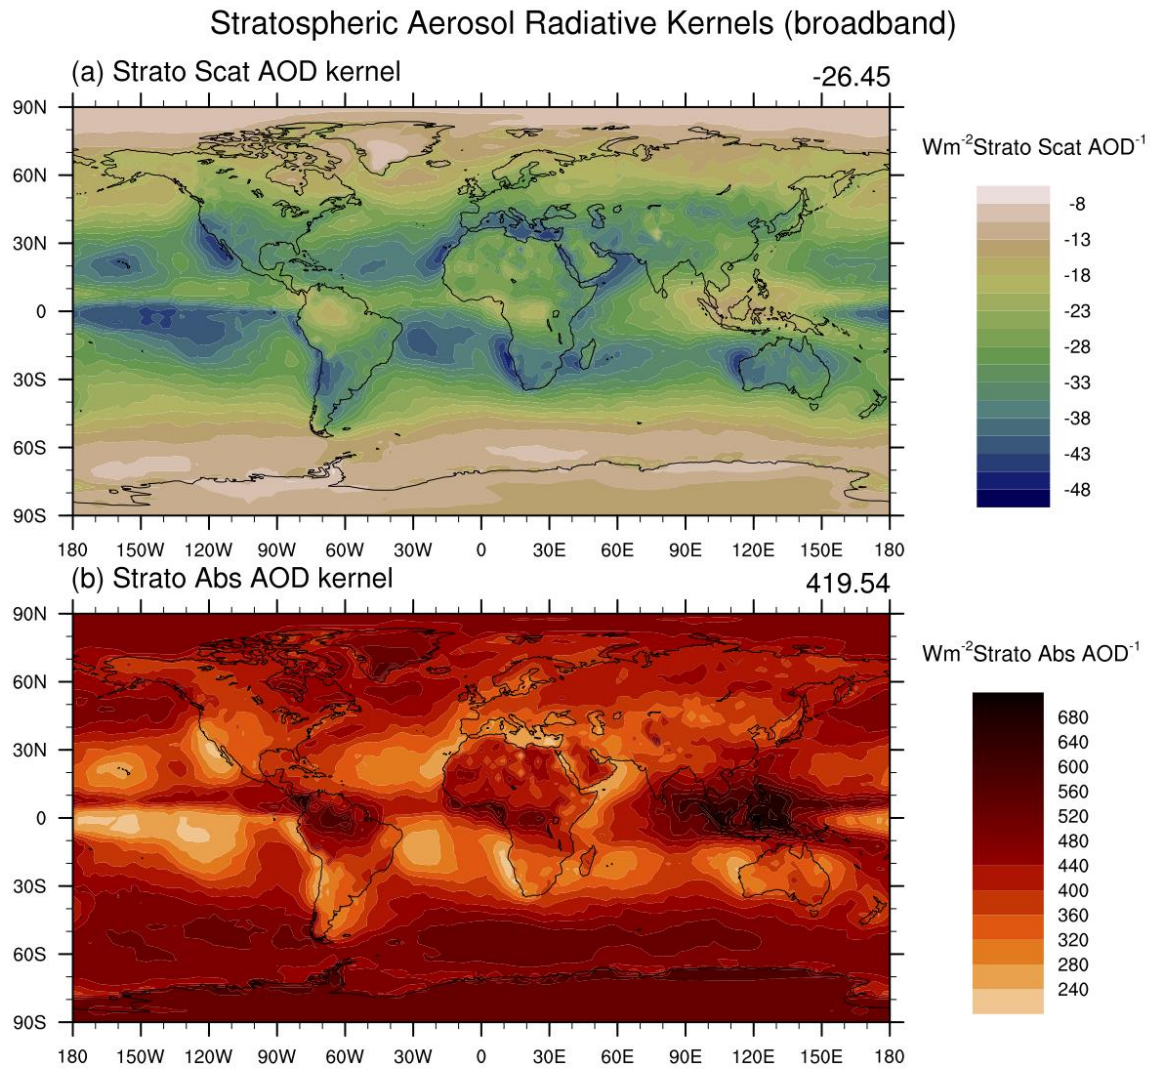 Stratospheric Aerosol Radiative Kernels (broadband)
(a) Strato Scat AOD kernel
-26.45
90N
60N
30N
0
30S
60S
90S
180 150W 120W 90W 60W 30W 0 30E 60E 90E 120E 150E 180
Wm-2Strato Scat AOD-1
-8
-13
-18
-23
-28
-33
-38
-43
-48
(b) Strato Abs AOD kernel
419.54
90N
60N
30N
0
30S
60S
90S
180 150W 120W 90W 60W 30W 0 30E 60E 90E 120E 150E 180
Wm-2Strato Abs AOD-1
680
640
600
560
520
480
440
400
360
320
280
240